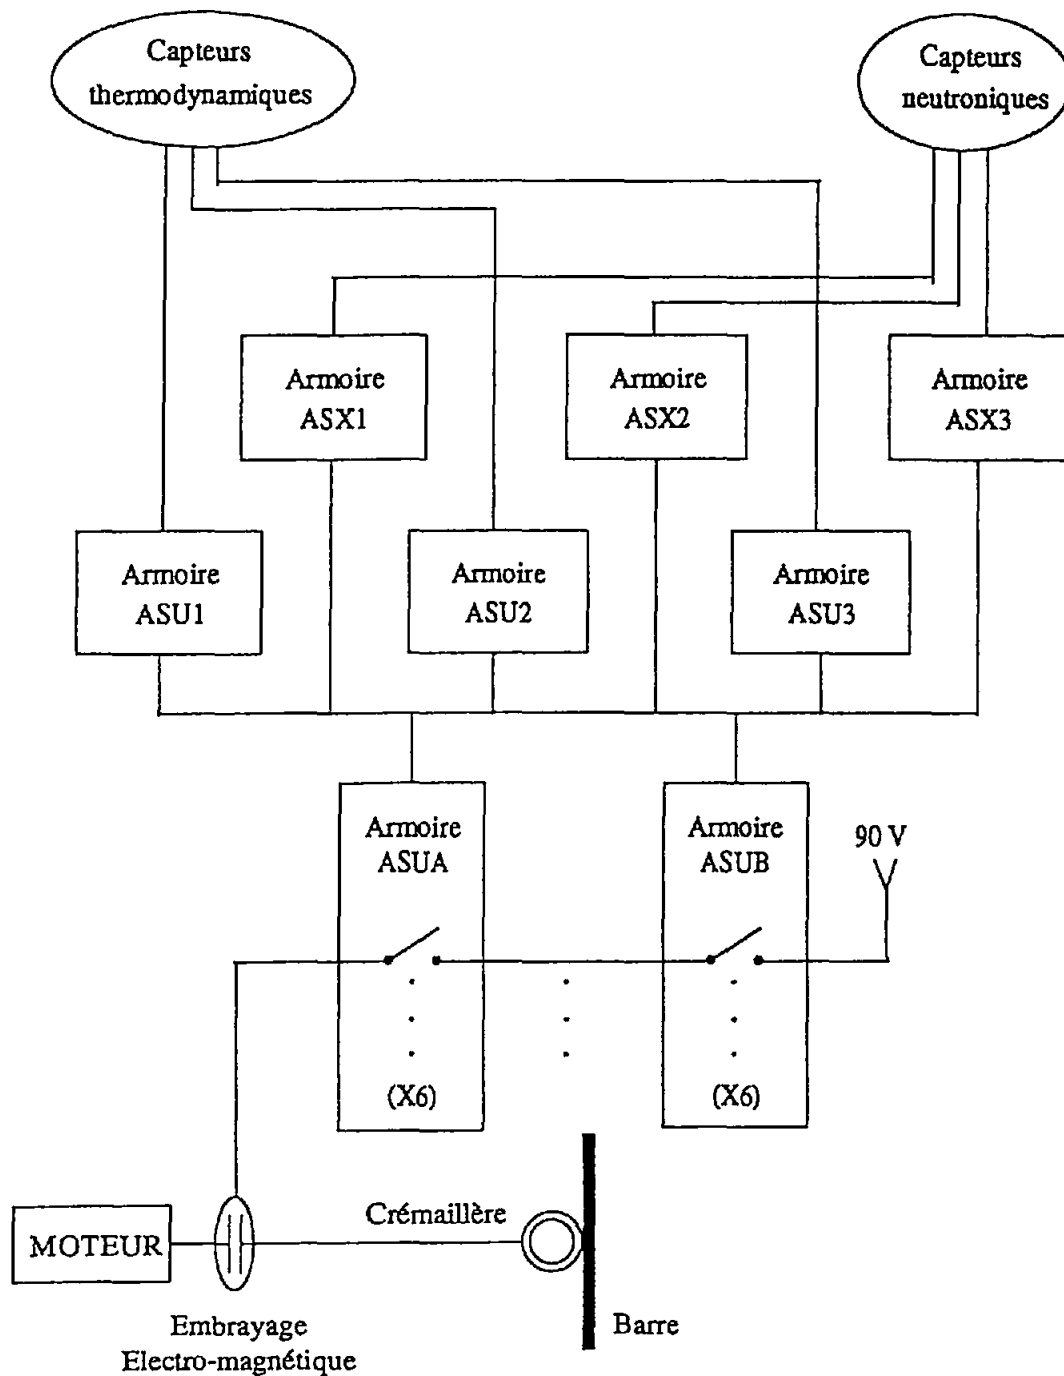 Capteurs
thermodynamiques
Capteurs
neutroniques
Armoire
ASX1
Armoire
ASX2
Armoire
ASX3
Armoire
ASU1
Armoire
ASU2
Armoire
ASU3
Armoire
ASUA
Armoire
ASUB
90 V
(X6)
(X6)
Crémaillère
MOTEUR
Embrayage
Electro-magnétique
Barre